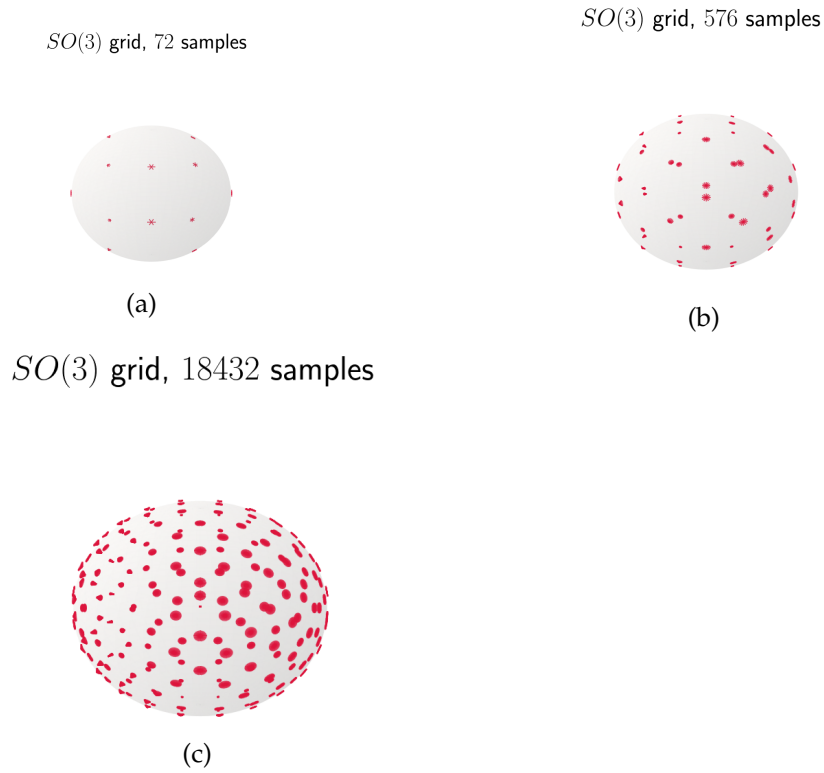 SO(3) grid, 72 samples
SO(3) grid, 576 samples
(a)
(b)
SO(3) grid, 18432 samples
(c)